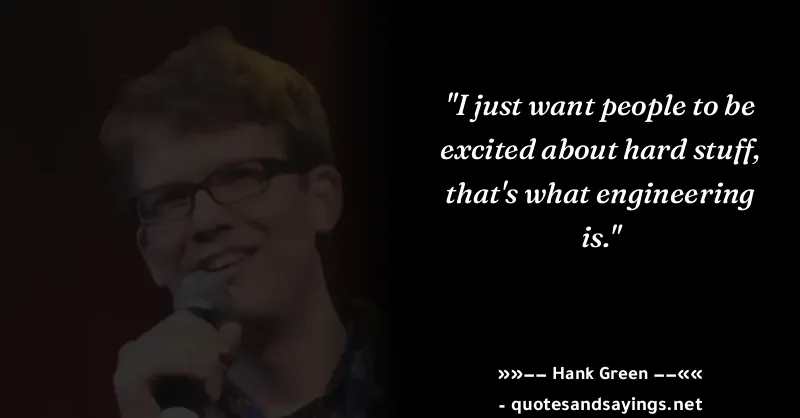 "I just want people to be
excited about hard stuff,
that's what engineering
is."
»»–– Hank Green ––««
- quotesandsayings.net